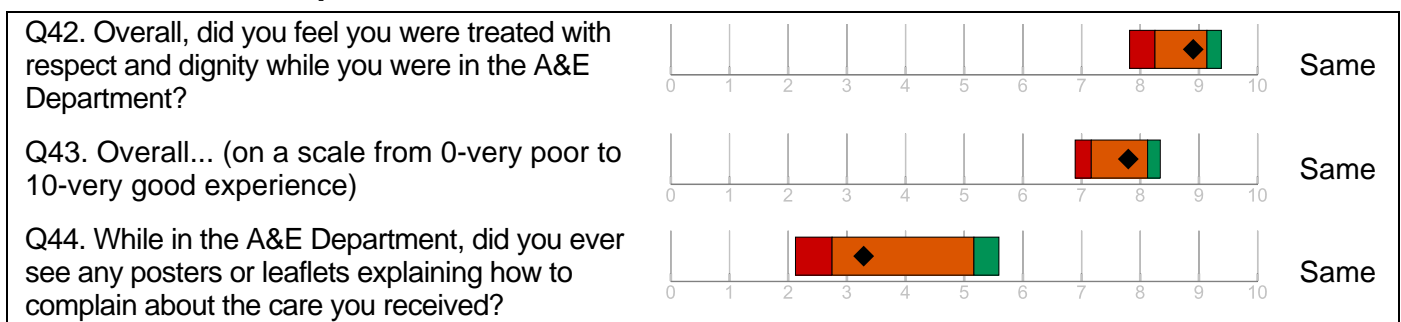 Q42. Overall, did you feel you were treated with
respect and dignity while you were in the A&E
Department?
0 1 2 3 4 5 6 7 8 9 10
Same
Q43. Overall... (on a scale from 0-very poor to
10-very good experience)
0 1 2 3 4 5 6 7 8 9 10
Same
Q44. While in the A&E Department, did you ever
see any posters or leaflets explaining how to
complain about the care you received?
0 1 2 3 4 5 6 7 8 9 10
Same